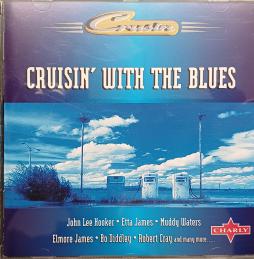 Cruisin'
CRUISIN' WITH THE BLUES
John Lee Hooker • Etta James • Muddy Waters
Elmore James • Bo Diddley • Robert Cray and many more....
CHARLY